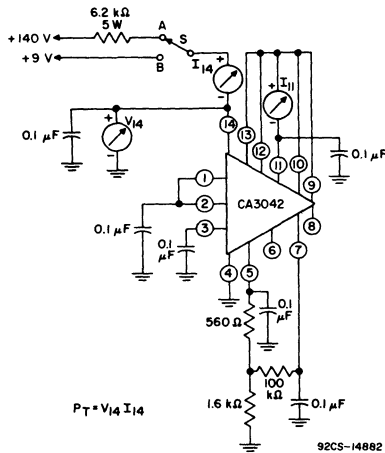 6.2 kΩ
5 W
A
+140 V
S
+9 V
B
I14
+
-
+
V14
-
0.1 μF
+
I11
-
0.1
μF
14
13
12
11
10
9
8
1
2
3
CA3042
4
5
6
7
0.1 μF
0.1
μF
0.1
μF
560 Ω
100
kΩ
1.6 kΩ
0.1 μF
PT = V14 I14
92CS-14882